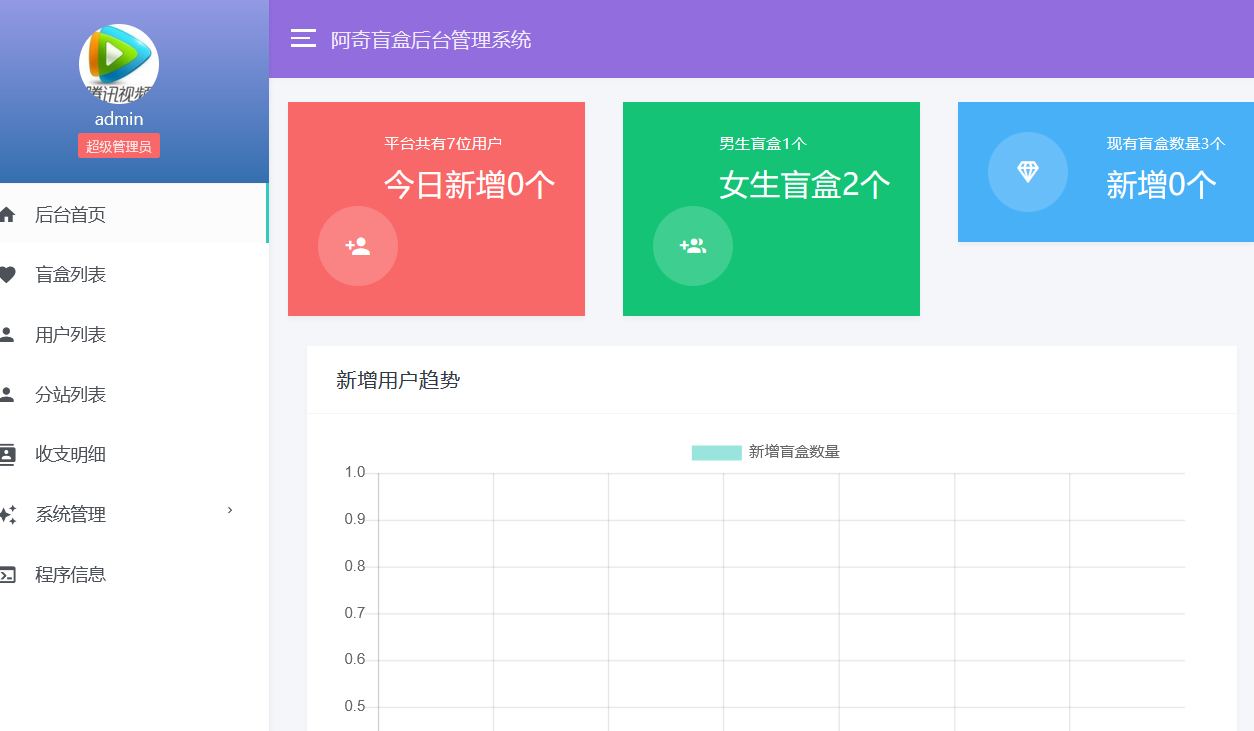 腾讯视频
admin
超级管理员
后台首页
盲盒列表
用户列表
分站列表
收支明细
系统管理
程序信息
阿奇盲盒后台管理系统
平台共有7位用户
今日新增0个
男生盲盒1个
女生盲盒2个
现有盲盒数量3个
新增0个
新增用户趋势
新增盲盒数量
1.0
0.9
0.8
0.7
0.6
0.5